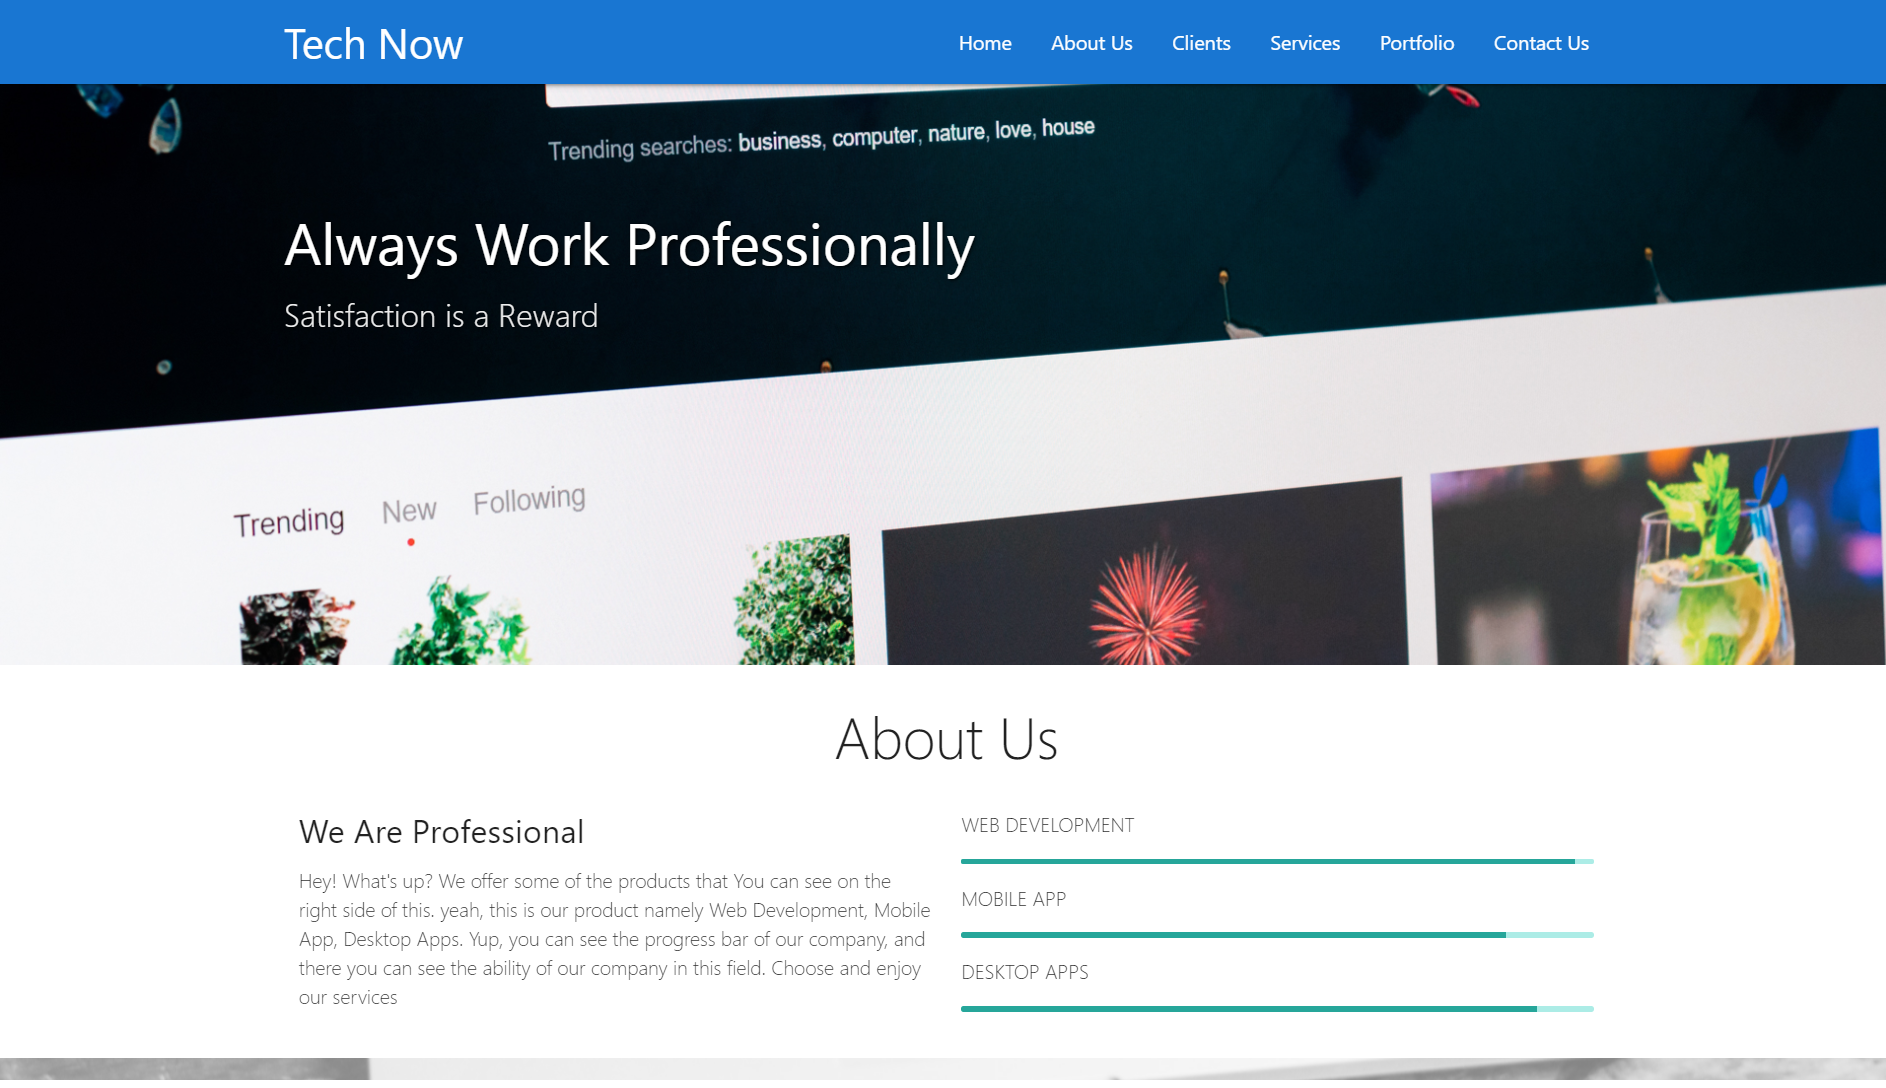 Tech Now
Home About Us Clients Services Portfolio Contact Us
Trending searches: business, computer, nature, love, house
Always Work Professionally
Satisfaction is a Reward
Trending New Following
About Us
We Are Professional
Hey! What's up? We offer some of the products that You can see on the
right side of this. yeah, this is our product namely Web Development, Mobile
App, Desktop Apps. Yup, you can see the progress bar of our company, and
there you can see the ability of our company in this field. Choose and enjoy
our services
WEB DEVELOPMENT
MOBILE APP
DESKTOP APPS